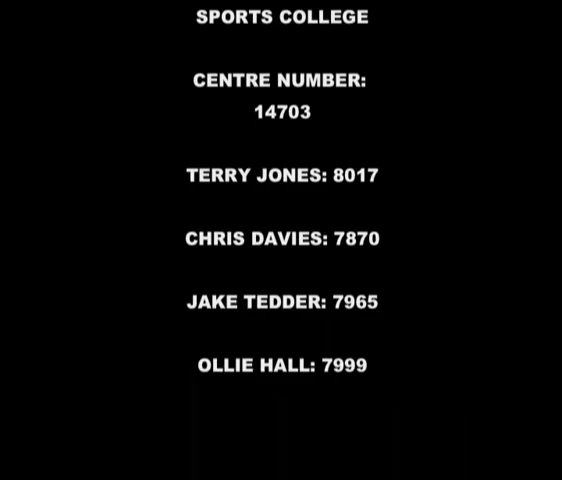 SPORTS COLLEGE
CENTRE NUMBER:
14703
TERRY JONES: 8017
CHRIS DAVIES: 7870
JAKE TEDDER: 7965
OLLIE HALL: 7999